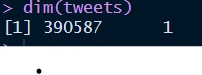 > dim(tweets)
[1] 390587      1